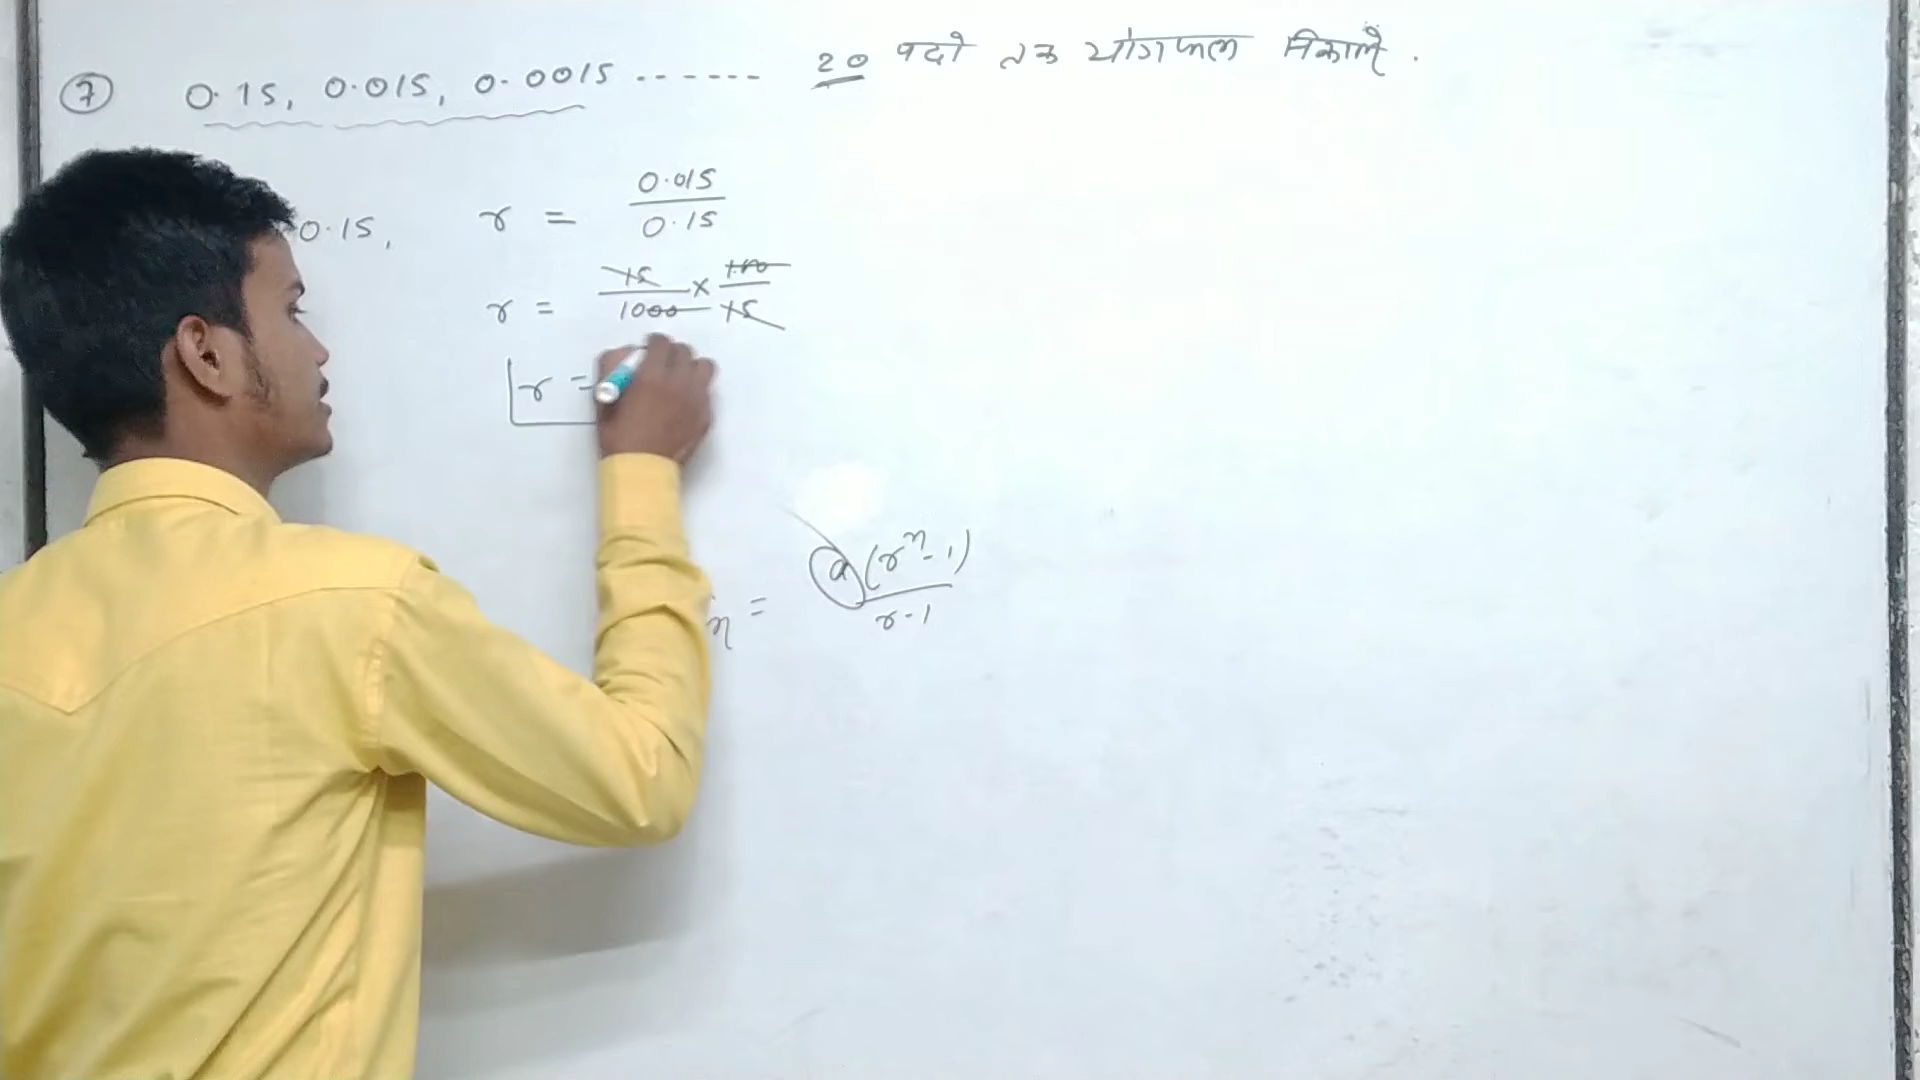 ⑦ 0.15, 0.015, 0.0015 ------- 20 पदों तक योगफल निकालें.
0.15, r = 0.015 / 0.15
r = 15/1000 × 100/15
r =
n = a(rⁿ-1) / r-1